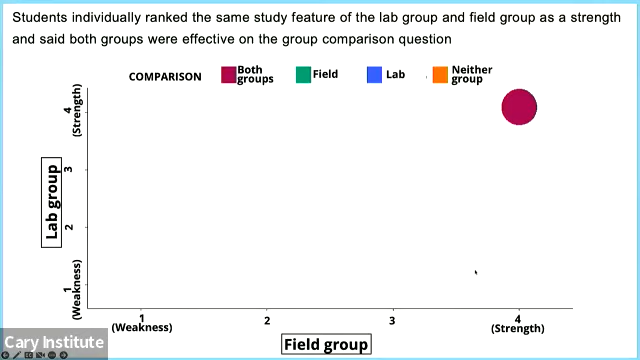 Students individually ranked the same study feature of the lab group and field group as a strength
and said both groups were effective on the group comparison question
COMPARISON
Both
groups
Field
Lab
Neither
group
4
(Strength)
3
2
1
(Weakness)
Lab group
1
(Weakness)
2
3
4
(Strength)
Field group
Cary Institute